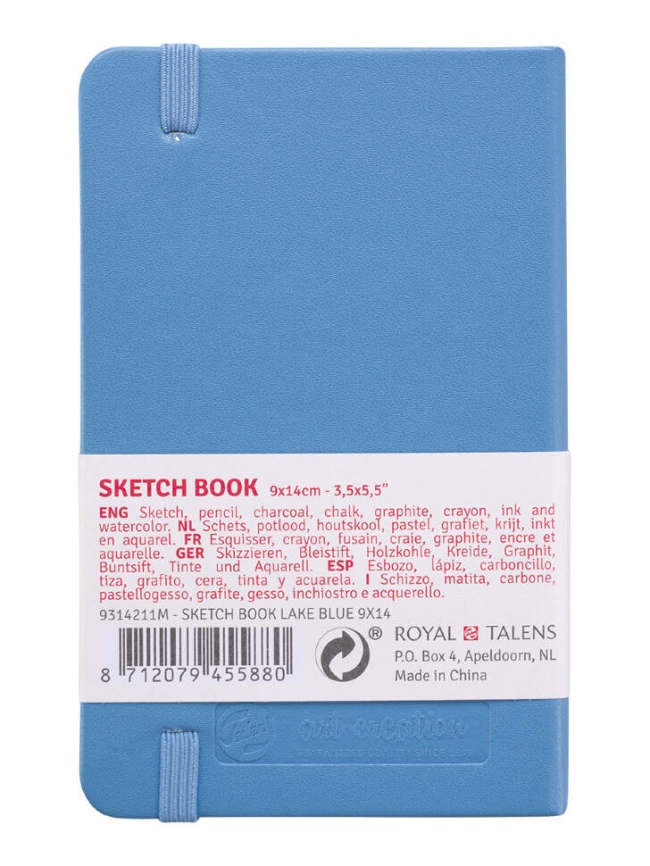 SKETCH BOOK 9x14cm - 3,5x5,5"
ENG Sketch, pencil, charcoal, chalk, graphite, crayon, ink and
watercolor. NL Schets, potlood, houtskool, pastel, grafiet, krijt, inkt
en aquarel. FR Esquisser, crayon, fusain, craie, graphite, encre et
aquarelle. GER Skizzieren, Bleistift, Holzkohle, Kreide, Graphit,
Buntsift, Tinte und Aquarell. ESP Esbozo, lápiz, carboncillo,
tiza, grafito, cera, tinta y acuarela. I Schizzo, matita, carbone,
pastellogesso, grafite, gesso, inchiostro e acquerello.
9314211M - SKETCH BOOK LAKE BLUE 9X14
8 712079 455880
®
ROYAL TALENS
P.O. Box 4, Apeldoorn, NL
Made in China
Talens art creation